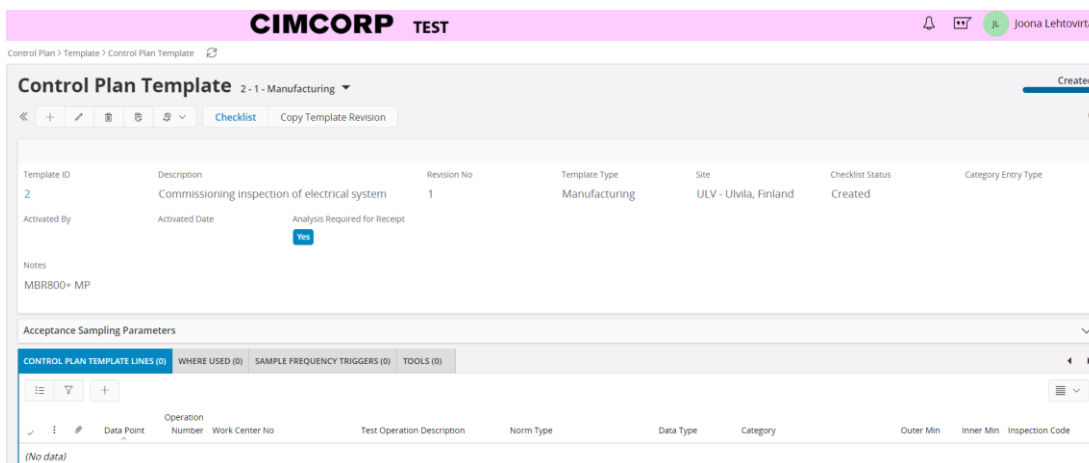 CIMCORP TEST
JL Joona Lehtovirta
Control Plan > Template > Control Plan Template
Control Plan Template 2 - 1 - Manufacturing
Created
Checklist Copy Template Revision
Template ID Description Revision No Template Type Site Checklist Status Category Entry Type
2 Commissioning inspection of electrical system 1 Manufacturing ULV - Ulvila, Finland Created
Activated By Activated Date Analysis Required for Receipt
Yes
Notes
MBR800+ MP
Acceptance Sampling Parameters
CONTROL PLAN TEMPLATE LINES (0) WHERE USED (0) SAMPLE FREQUENCY TRIGGERS (0) TOOLS (0)
Operation
Data Point Number Work Center No Test Operation Description Norm Type Data Type Category Outer Min Inner Min Inspection Code
(No data)